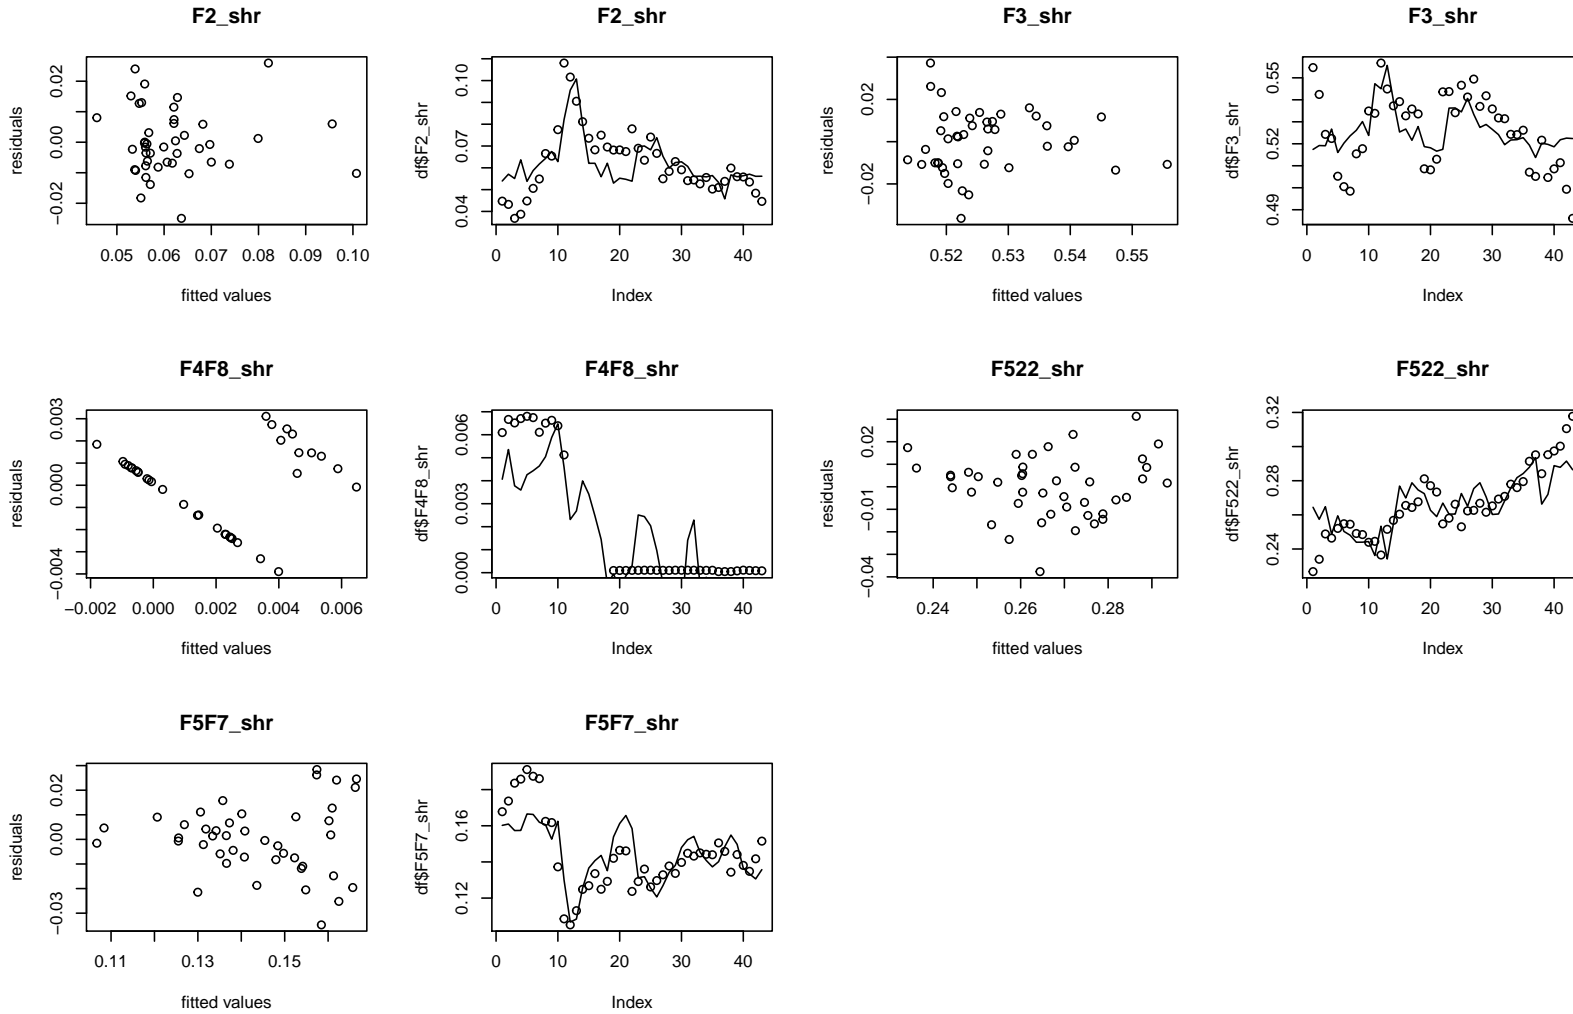 F2_shr
residuals
0.02
0.00
−0.02
0.05 0.06 0.07 0.08 0.09 0.10
fitted values
F2_shr
df$F2_shr
0.10
0.07
0.04
0 10 20 30 40
Index
F3_shr
residuals
0.02
−0.02
0.52 0.53 0.54 0.55
fitted values
F3_shr
df$F3_shr
0.55
0.52
0.49
0 10 20 30 40
Index
F4F8_shr
residuals
0.003
0.000
−0.004
−0.002 0.000 0.002 0.004 0.006
fitted values
F4F8_shr
df$F4F8_shr
0.006
0.003
0.000
0 10 20 30 40
Index
F522_shr
residuals
0.02
−0.01
−0.04
0.24 0.26 0.28
fitted values
F522_shr
df$F522_shr
0.32
0.28
0.24
0 10 20 30 40
Index
F5F7_shr
residuals
0.02
0.00
−0.03
0.11 0.13 0.15
fitted values
F5F7_shr
df$F5F7_shr
0.16
0.12
0 10 20 30 40
Index